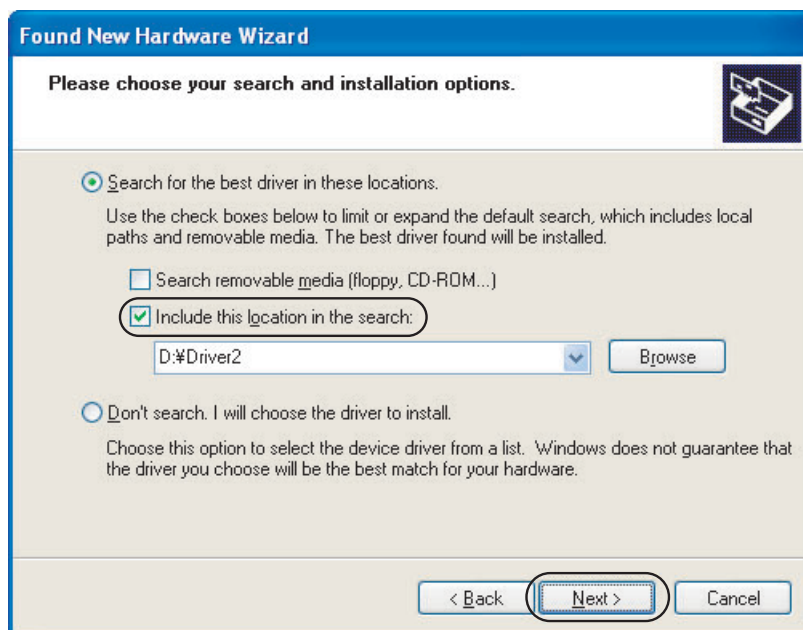 Found New Hardware Wizard
Please choose your search and installation options.
Search for the best driver in these locations.
Use the check boxes below to limit or expand the default search, which includes local
paths and removable media. The best driver found will be installed.
Search removable media (floppy, CD-ROM...)
Include this location in the search:
D:¥Driver2
Browse
Don't search. I will choose the driver to install.
Choose this option to select the device driver from a list.  Windows does not guarantee that
the driver you choose will be the best match for your hardware.
< Back
Next >
Cancel